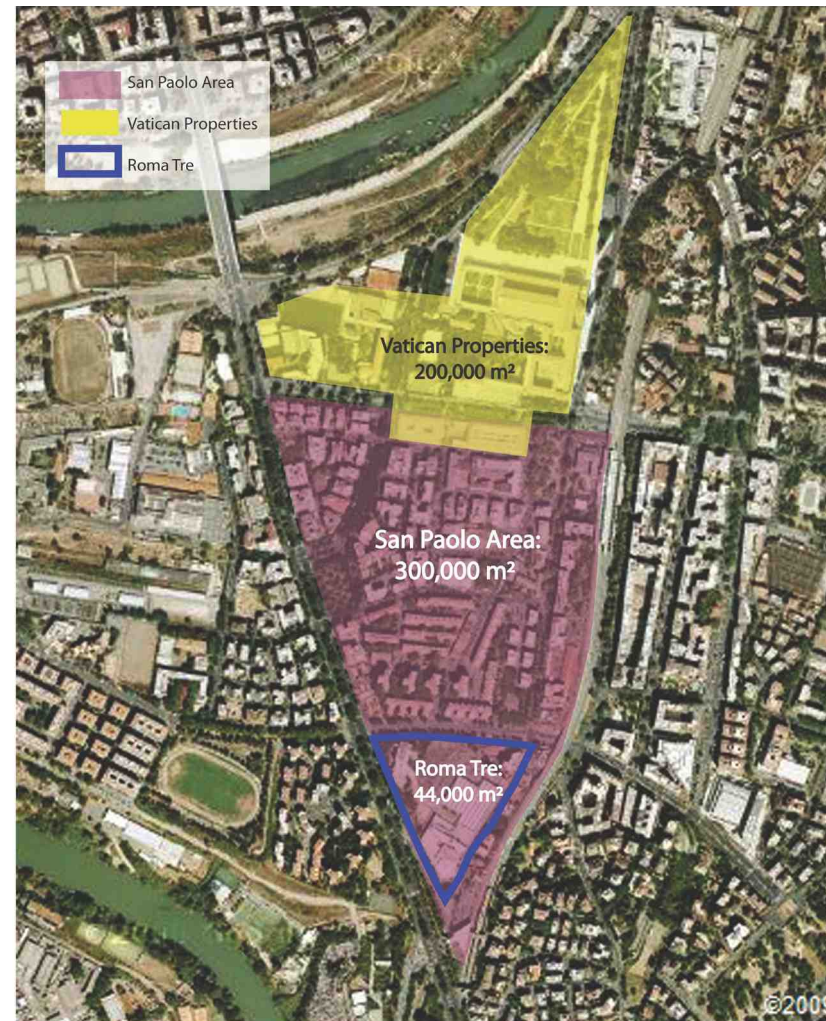 San Paolo Area
Vatican Properties
Roma Tre
Vatican Properties:
200,000 m²
San Paolo Area:
300,000 m²
Roma Tre:
44,000 m²
©2009